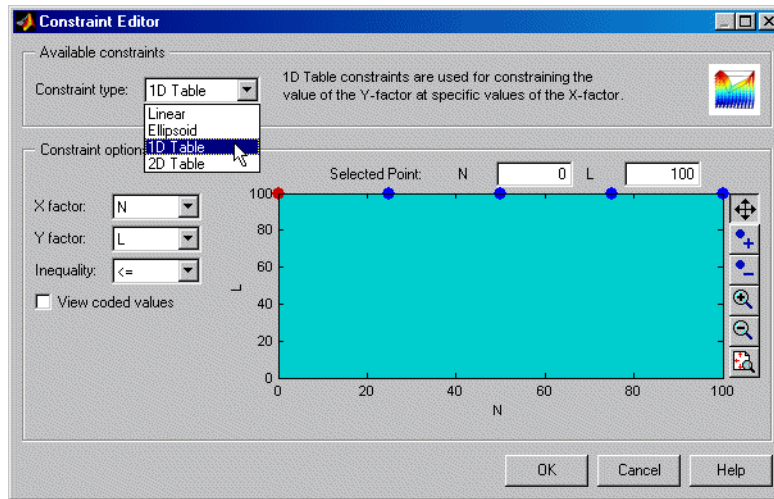 Constraint Editor
Available constraints
Constraint type: 1D Table
1D Table constraints are used for constraining the
value of the Y-factor at specific values of the X-factor.
Linear
Ellipsoid
1D Table
2D Table
Constraint option
Selected Point: N 0 L 100
X factor: N
Y factor: L
Inequality: <=
View coded values
100
80
60
40
20
0
L
0 20 40 60 80 100
N
OK Cancel Help